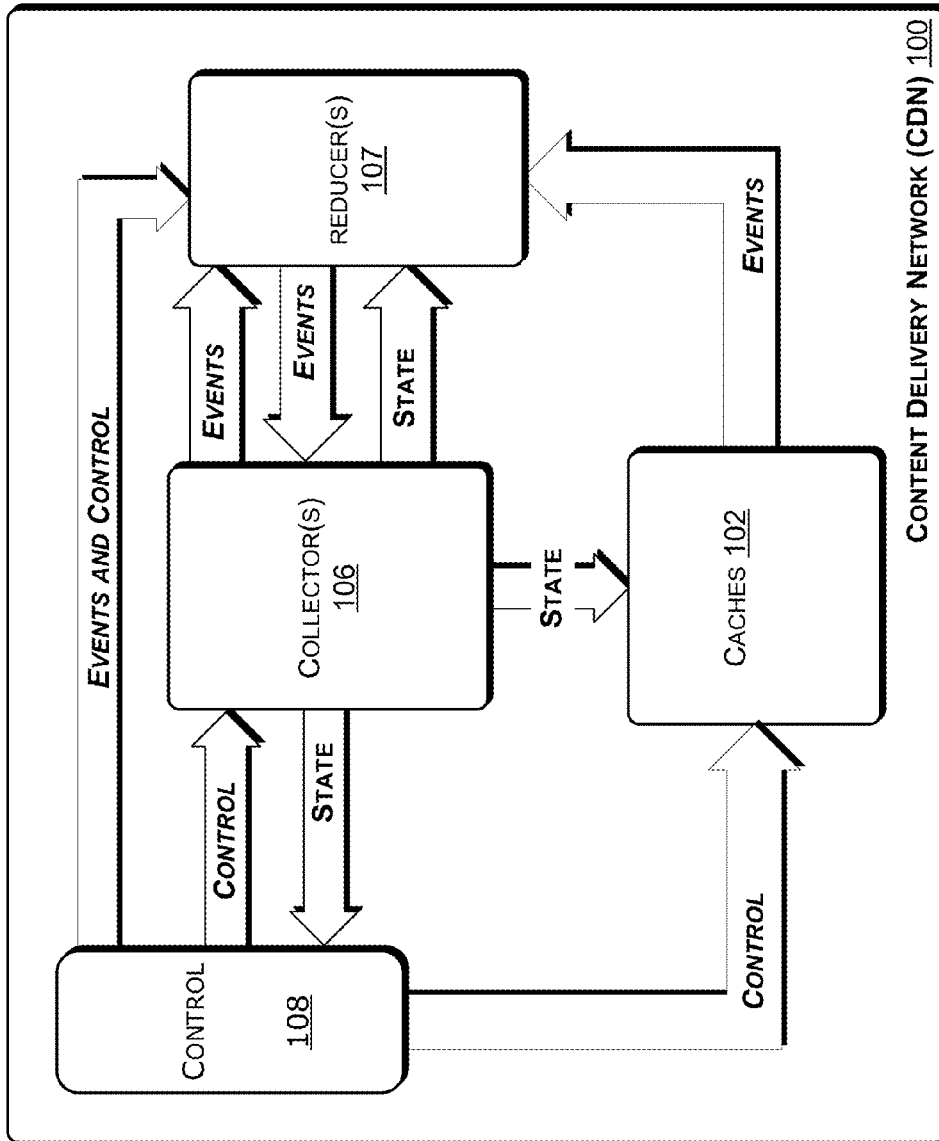 EVENTS AND CONTROL
CONTROL
108
CONTROL
STATE
COLLECTOR(S)
106
EVENTS
EVENTS
STATE
REDUCER(S)
107
STATE
CONTROL
CACHES 102
EVENTS
CONTENT DELIVERY NETWORK (CDN) 100